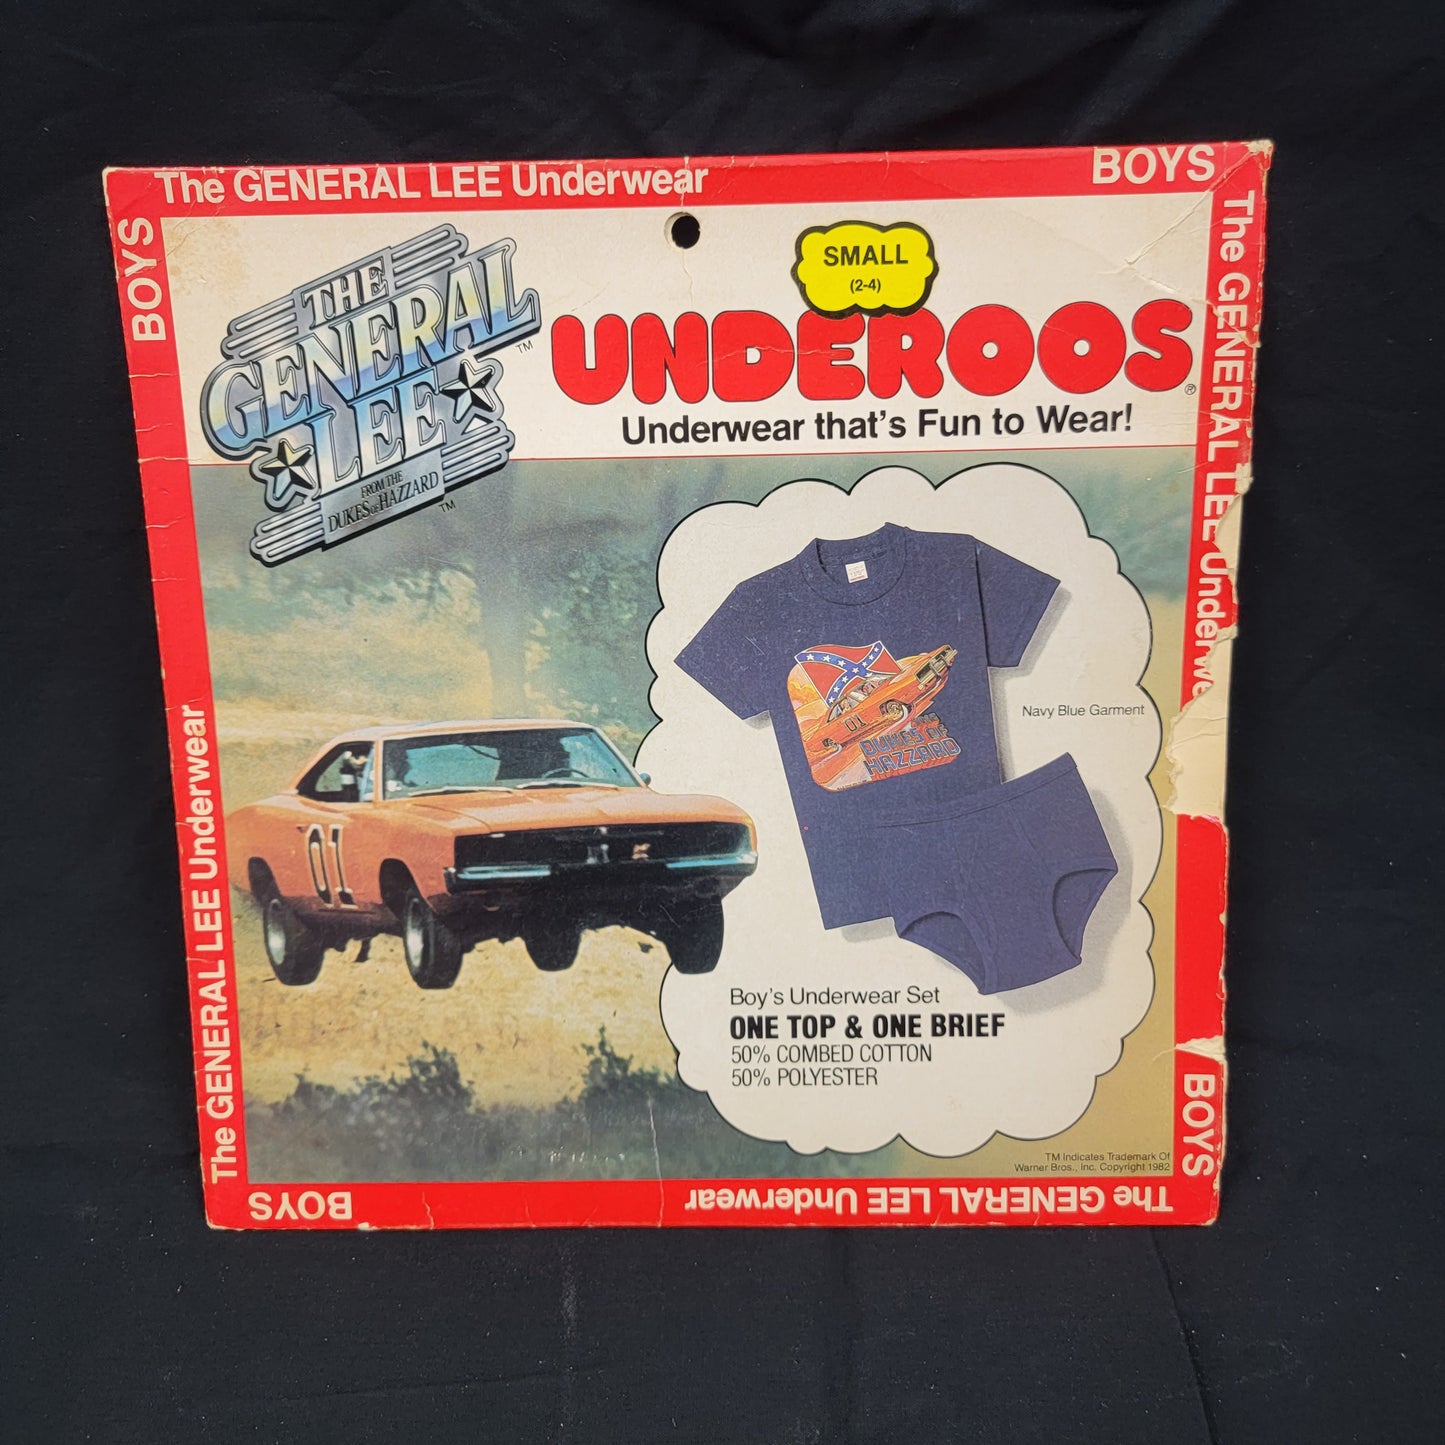 The GENERAL LEE Underwear
BOYS
BOYS
The GENERAL LEE Underwear
THE
GENERAL
LEE
FROM THE
DUKES OF HAZZARD
TM
TM
SMALL
(2-4)
UNDEROOS®
Underwear that's Fun to Wear!
01
01
THE
DUKES OF
HAZZARD
Navy Blue Garment
Boy's Underwear Set
ONE TOP & ONE BRIEF
50% COMBED COTTON
50% POLYESTER
TM Indicates Trademark Of
Warner Bros., Inc. Copyright 1982
The GENERAL LEE Underwear
BOYS
BOYS
The GENERAL LEE Underwear